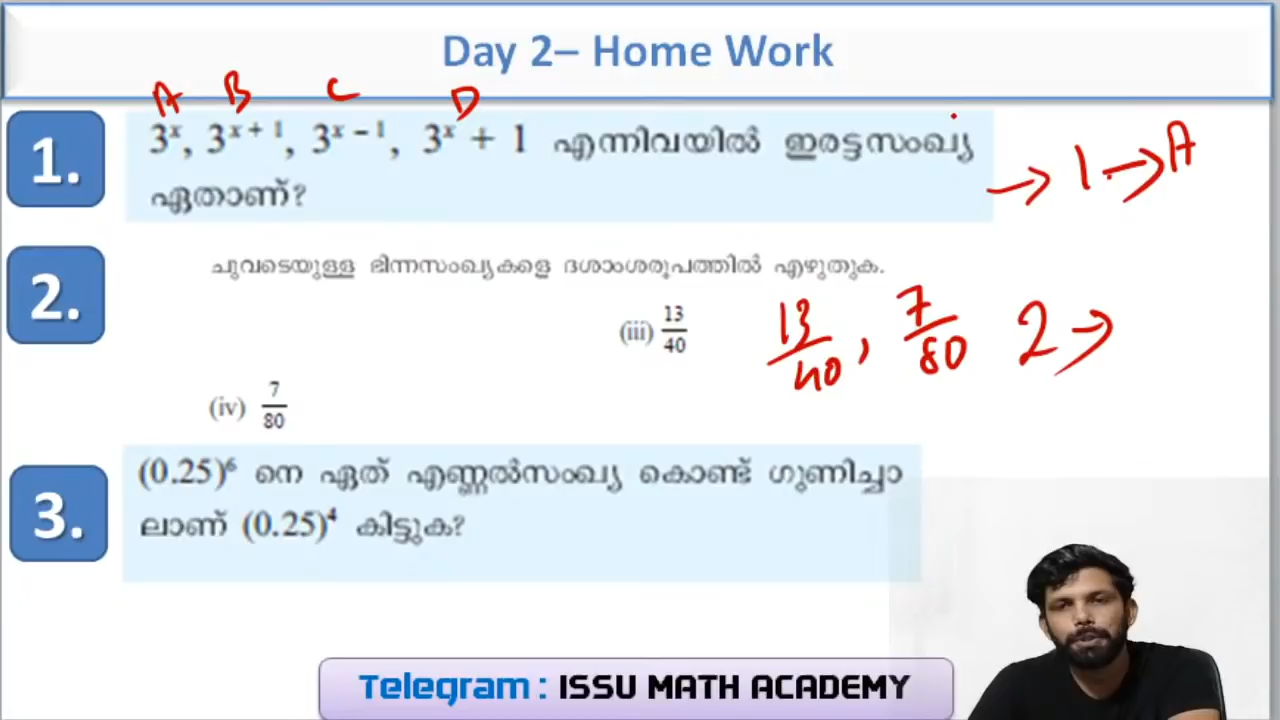 Day 2– Home Work
A B C D
1. 3ˣ, 3ˣ ⁺ ¹, 3ˣ ⁻ ¹, 3ˣ + 1 എന്നിവയിൽ ഇരട്ടസംഖ്യ
ഏതാണ്?
→ 1 → A
2. ചുവടെയുള്ള ഭിന്നസംഖ്യകളെ ദശാംശരൂപത്തിൽ എഴുതുക.
(iii) 13/40
13/40, 7/80 2 →
(iv) 7/80
3. (0.25)⁶ നെ ഏത് എണ്ണൽസംഖ്യ കൊണ്ട് ഗുണിച്ചാ
ലാണ് (0.25)⁴ കിട്ടുക?
Telegram : ISSU MATH ACADEMY